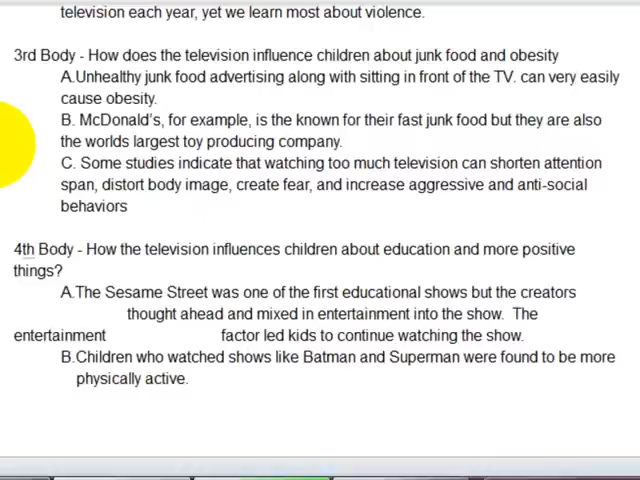 television each year, yet we learn most about violence.
3rd Body - How does the television influence children about junk food and obesity
A.Unhealthy junk food advertising along with sitting in front of the TV. can very easily
cause obesity.
B. McDonald's, for example, is the known for their fast junk food but they are also
the worlds largest toy producing company.
C. Some studies indicate that watching too much television can shorten attention
span, distort body image, create fear, and increase aggressive and anti-social
behaviors
4th Body - How the television influences children about education and more positive
things?
A.The Sesame Street was one of the first educational shows but the creators
thought ahead and mixed in entertainment into the show. The
entertainment factor led kids to continue watching the show.
B.Children who watched shows like Batman and Superman were found to be more
physically active.